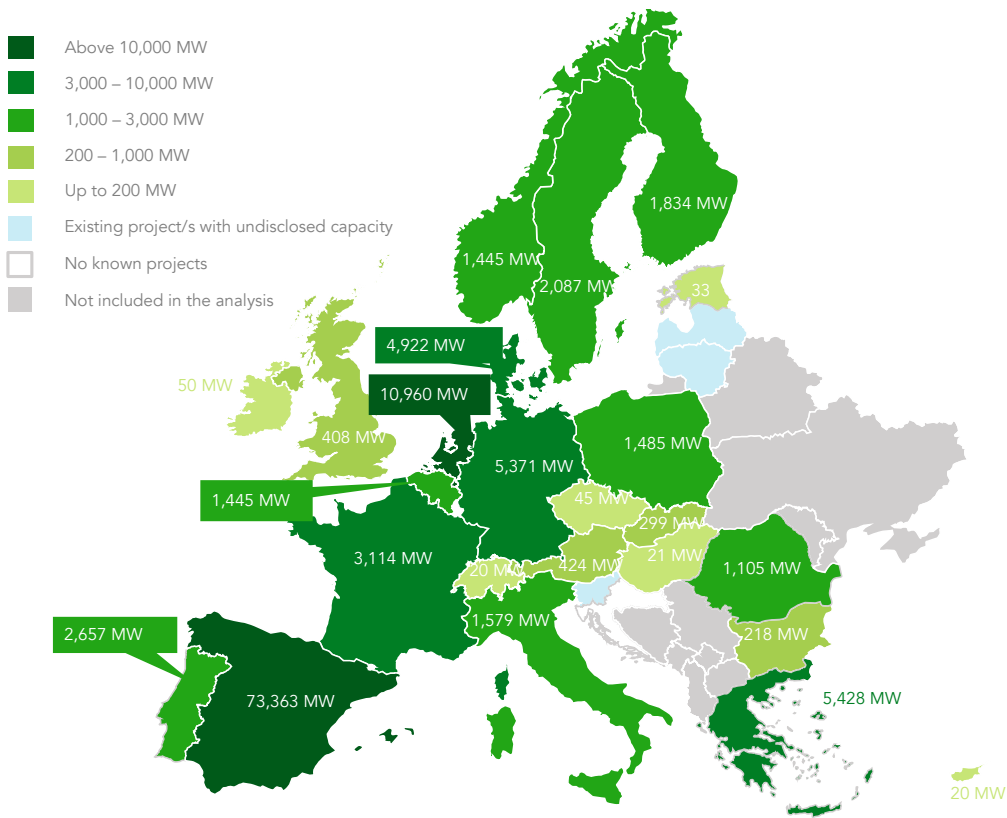 Above 10,000 MW
3,000 – 10,000 MW
1,000 – 3,000 MW
200 – 1,000 MW
Up to 200 MW
Existing project/s with undisclosed capacity
No known projects
Not included in the analysis
1,834 MW
1,445 MW
2,087 MW
33
4,922 MW
50 MW
10,960 MW
408 MW
1,485 MW
5,371 MW
1,445 MW
45 MW
299 MW
3,114 MW
20 MW
424 MW
21 MW
1,105 MW
1,579 MW
2,657 MW
218 MW
73,363 MW
5,428 MW
20 MW